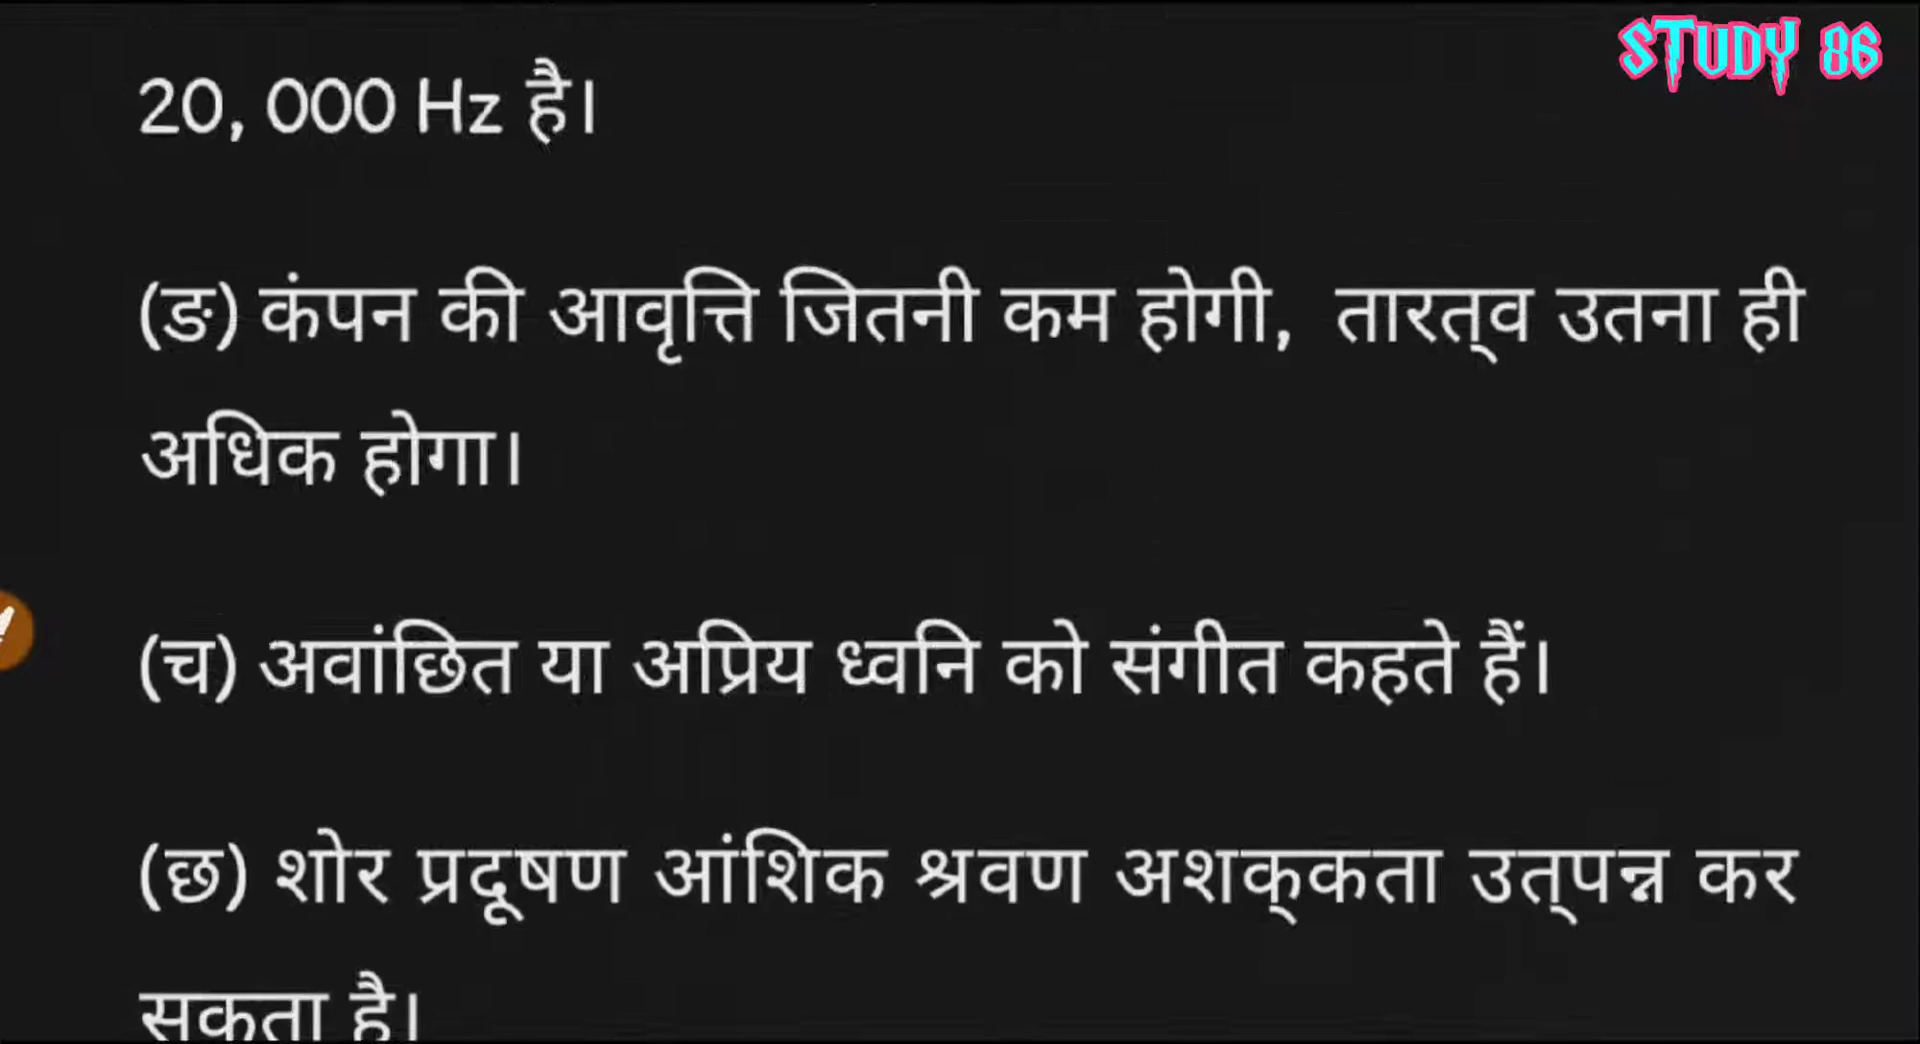 STUDY 86
20, 000 Hz है।
(ङ) कंपन की आवृत्ति जितनी कम होगी, तारत्‌व उतना ही
अधिक होगा।
(च) अवांछित या अप्रिय ध्वनि को संगीत कहते हैं।
(छ) शोर प्रदूषण आंशिक श्रवण अशक्‌कता उत्‌पन्न कर
सकता है।